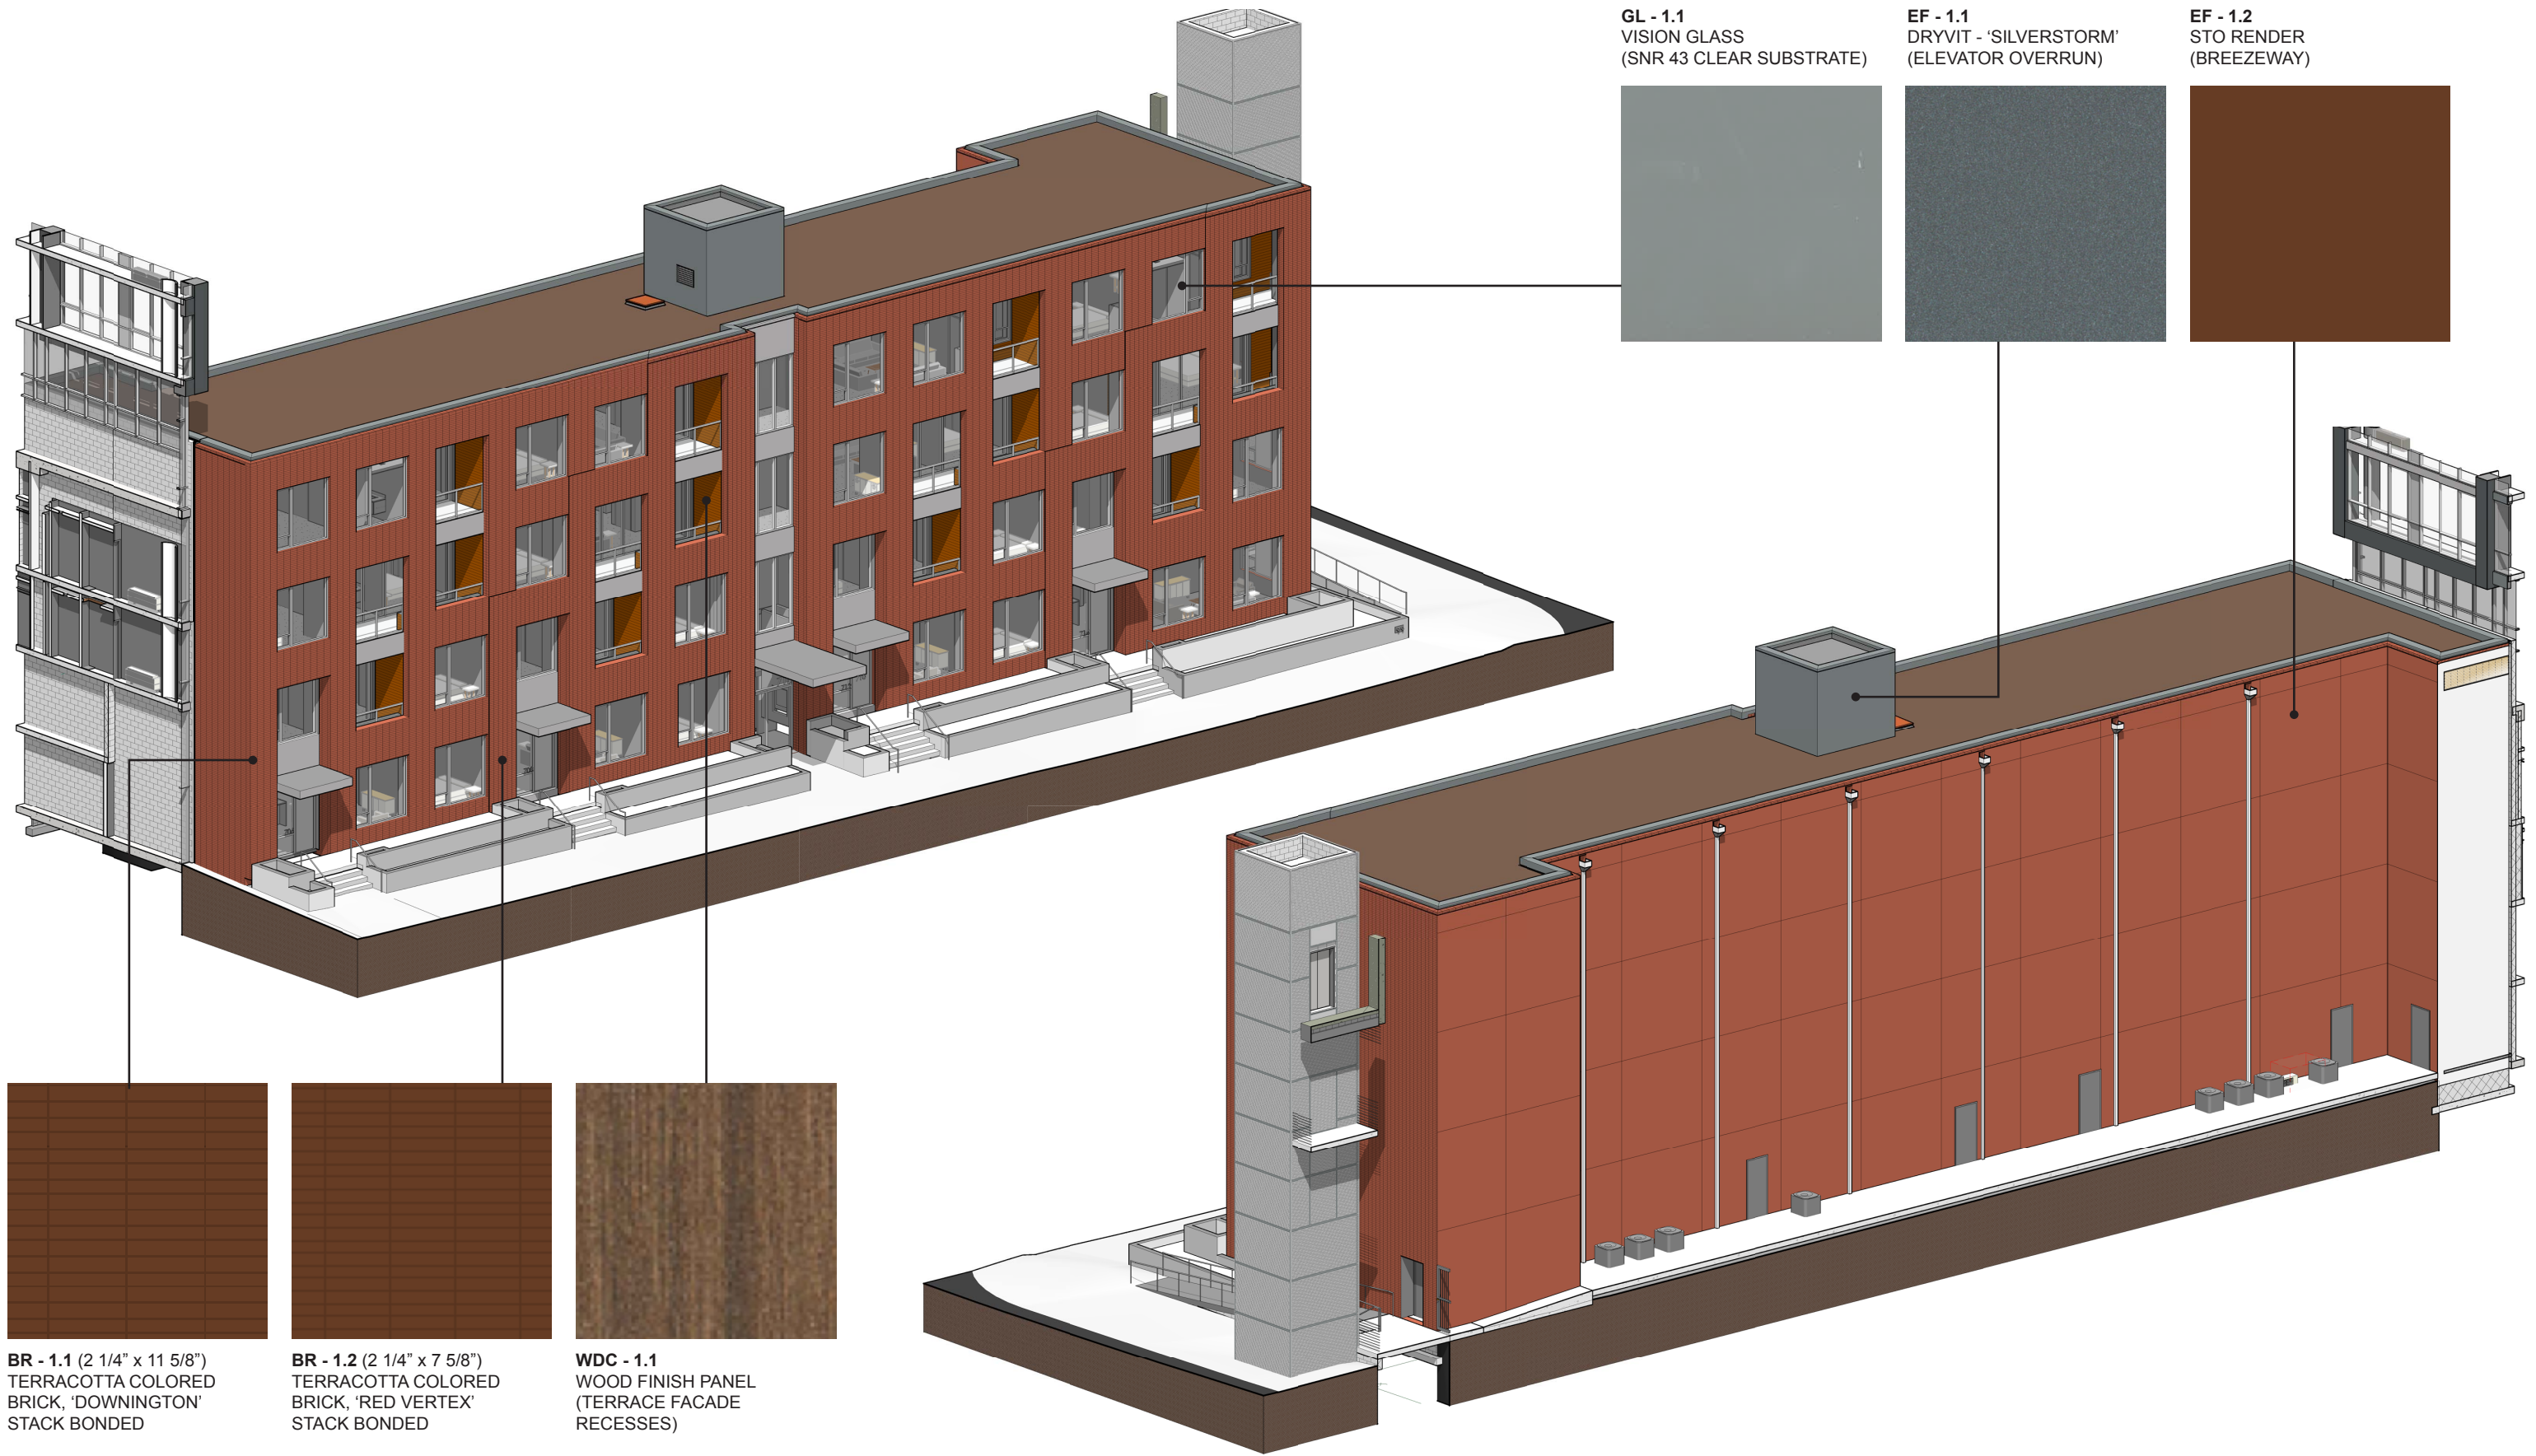 GL - 1.1
VISION GLASS
(SNR 43 CLEAR SUBSTRATE)
EF - 1.1
DRYVIT - ‘SILVERSTORM’
(ELEVATOR OVERRUN)
EF - 1.2
STO RENDER
(BREEZEWAY)
BR - 1.1 (2 1/4” x 11 5/8”)
TERRACOTTA COLORED
BRICK, ‘DOWNINGTON’
STACK BONDED
BR - 1.2 (2 1/4” x 7 5/8”)
TERRACOTTA COLORED
BRICK, ‘RED VERTEX’
STACK BONDED
WDC - 1.1
WOOD FINISH PANEL
(TERRACE FACADE
RECESSES)